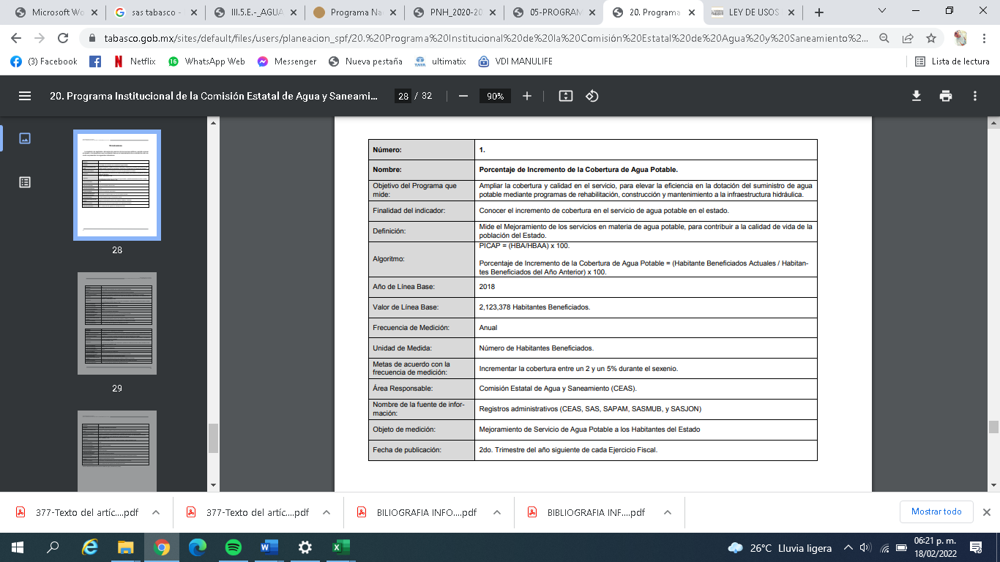 Microsoft Wo
sas tabasco -
III.5.E.-_AGUA
Programa Na
PNH_2020-20
05-PROGRAM
20. Programa
LEY DE USOS
tabasco.gob.mx/sites/default/files/users/planeacion_spf/20.%20Programa%20Institucional%20de%20la%20Comisión%20Estatal%20de%20Agua%20y%20Saneamiento%2...
(3) Facebook
Netflix
16
WhatsApp Web
Messenger
Nueva pestaña
TATA
ultimatix
VDI MANULIFE
Lista de lectura
20. Programa Institucional de la Comisión Estatal de Agua y Saneami...
28 / 32
90%
28
29
Número: 1.
Nombre: Porcentaje de Incremento de la Cobertura de Agua Potable.
Objetivo del Programa que
mide:
Ampliar la cobertura y calidad en el servicio, para elevar la eficiencia en la dotación del suministro de agua
potable mediante programas de rehabilitación, construcción y mantenimiento a la infraestructura hidráulica.
Finalidad del indicador: Conocer el incremento de cobertura en el servicio de agua potable en el estado.
Definición:
Mide el Mejoramiento de los servicios en materia de agua potable, para contribuir a la calidad de vida de la
población del Estado.
Algoritmo:
PICAP = (HBA/HBAA) x 100.
Porcentaje de Incremento de la Cobertura de Agua Potable = (Habitante Beneficiados Actuales / Habitan-
tes Beneficiados del Año Anterior) x 100.
Año de Línea Base: 2018
Valor de Línea Base: 2,123,378 Habitantes Beneficiados.
Frecuencia de Medición: Anual
Unidad de Medida: Número de Habitantes Beneficiados.
Metas de acuerdo con la
frecuencia de medición:
Incrementar la cobertura entre un 2 y un 5% durante el sexenio.
Área Responsable: Comisión Estatal de Agua y Saneamiento (CEAS).
Nombre de la fuente de infor-
mación:
Registros administrativos (CEAS, SAS, SAPAM, SASMUB, y SASJON)
Objeto de medición: Mejoramiento de Servicio de Agua Potable a los Habitantes del Estado
Fecha de publicación: 2do. Trimestre del año siguiente de cada Ejercicio Fiscal.
377-Texto del artíc....pdf
377-Texto del artíc....pdf
BILIOGRAFIA INFO....pdf
BIBLIOGRAFIA INF....pdf
Mostrar todo
26°C Lluvia ligera
06:21 p. m.
18/02/2022